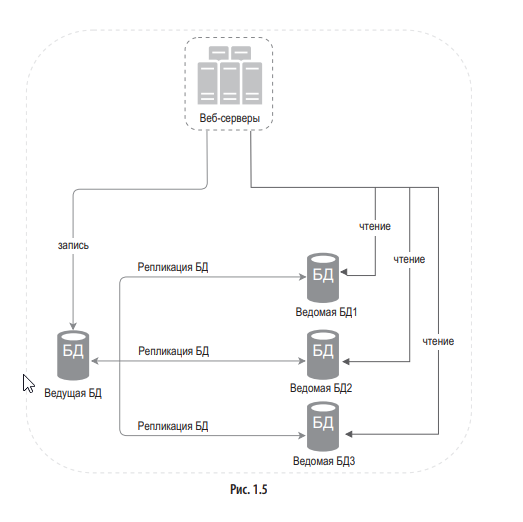 Веб-серверы
запись
чтение
чтение
чтение
Репликация БД
БД
Ведомая БД1
БД
Ведущая БД
Репликация БД
БД
Ведомая БД2
Репликация БД
БД
Ведомая БД3
Рис. 1.5